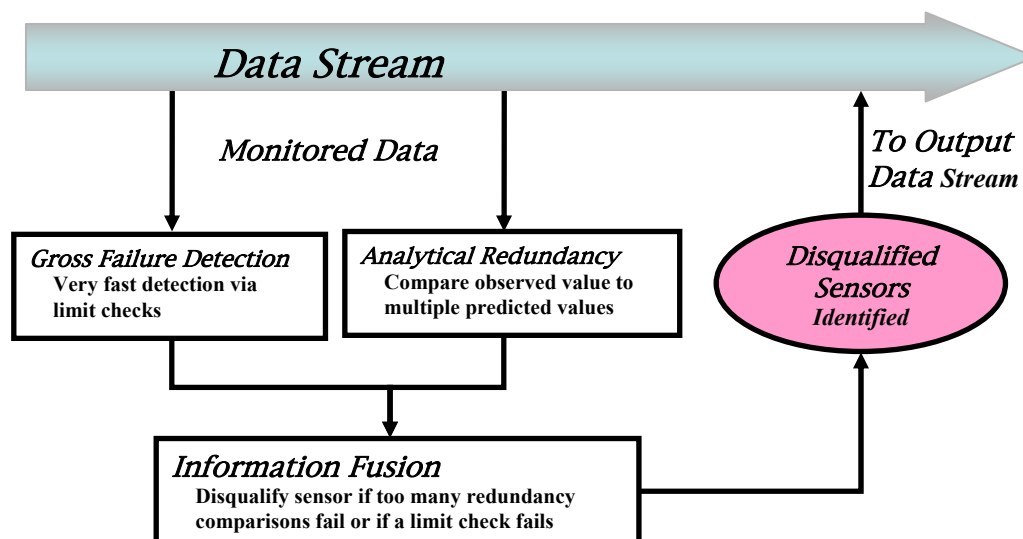 Data Stream
Monitored Data
To Output
Data Stream
Gross Failure Detection
Very fast detection via
limit checks
Analytical Redundancy
Compare observed value to
multiple predicted values
Disqualified
Sensors
Identified
Information Fusion
Disqualify sensor if too many redundancy
comparisons fail or if a limit check fails